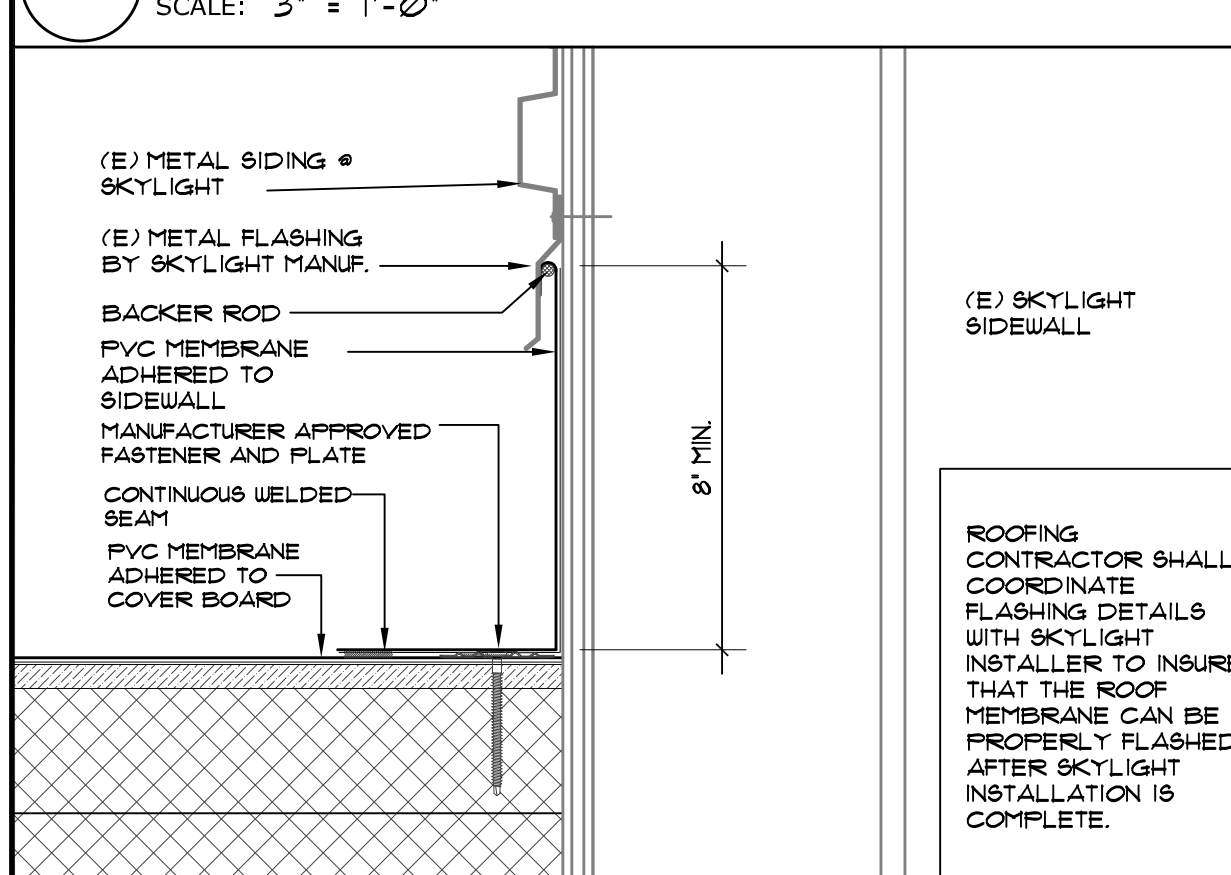 SCALE: 3" = 1'-0"
(E) METAL SIDING @
SKYLIGHT
(E) METAL FLASHING
BY SKYLIGHT MANUF.
BACKER ROD
PVC MEMBRANE
ADHERED TO
SIDEWALL
MANUFACTURER APPROVED
FASTENER AND PLATE
CONTINUOUS WELDED
SEAM
PVC MEMBRANE
ADHERED TO
COVER BOARD
8" MIN.
(E) SKYLIGHT
SIDEWALL
ROOFING
CONTRACTOR SHALL
COORDINATE
FLASHING DETAILS
WITH SKYLIGHT
INSTALLER TO INSURE
THAT THE ROOF
MEMBRANE CAN BE
PROPERLY FLASHED
AFTER SKYLIGHT
INSTALLATION IS
COMPLETE.